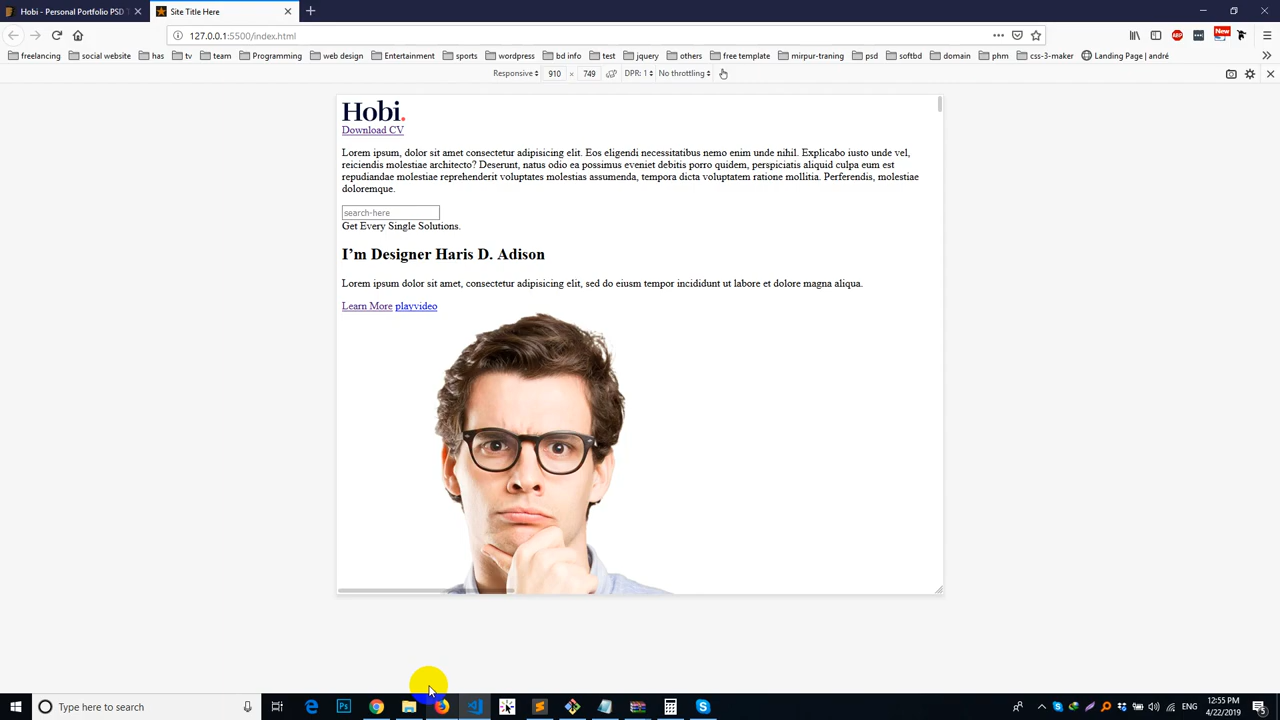 Hobi - Personal Portfolio PSD T
Site Title Here
127.0.0.1:5500/index.html
New
ABP
freelancing
social website
has
tv
team
Programming
web design
Entertainment
sports
wordpress
bd info
test
jquery
others
free template
mirpur-traning
psd
softbd
domain
phm
css-3-maker
Landing Page | andré
Responsive
910
×
749
DPR: 1
No throttling
Hobi.
Download CV
Lorem ipsum, dolor sit amet consectetur adipisicing elit. Eos eligendi necessitatibus nemo enim unde nihil. Explicabo iusto unde vel,
reiciendis molestiae architecto? Deserunt, natus odio ea possimus eveniet debitis porro quidem, perspiciatis aliquid culpa eum est
repudiandae molestiae reprehenderit voluptates molestias assumenda, tempora dicta voluptatem ratione mollitia. Perferendis, molestiae
doloremque.
search-here
Get Every Single Solutions.
I’m Designer Haris D. Adison
Lorem ipsum dolor sit amet, consectetur adipisicing elit, sed do eiusm tempor incididunt ut labore et dolore magna aliqua.
Learn More playvideo
Type here to search
Ps
ENG
12:55 PM
4/22/2019
5